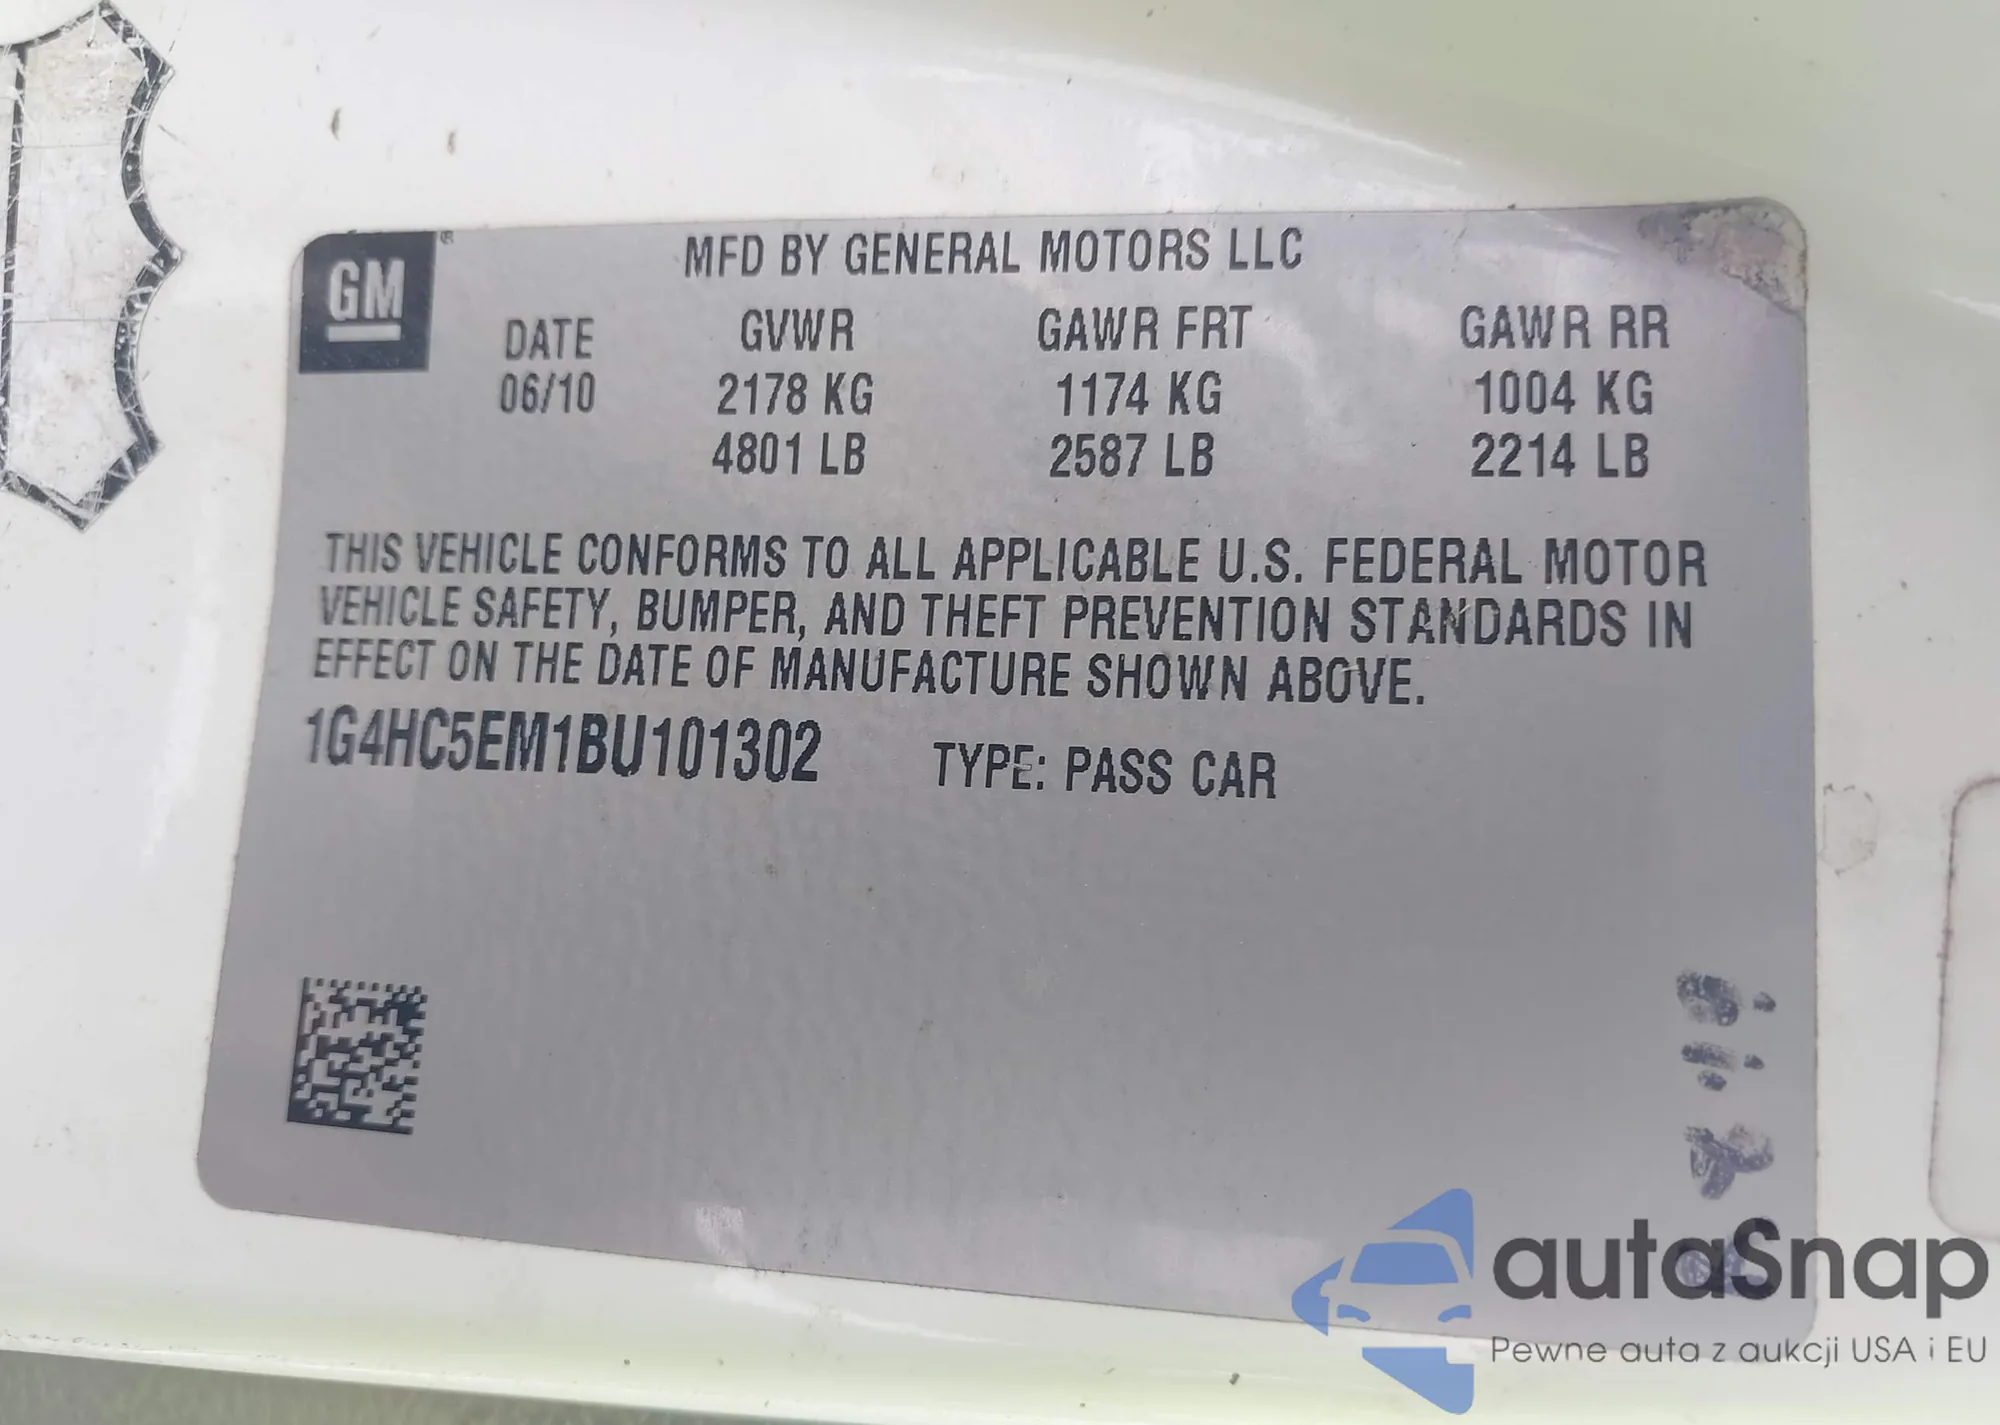 GM
®
MFD BY GENERAL MOTORS LLC
DATE GVWR GAWR FRT GAWR RR
06/10 2178 KG 1174 KG 1004 KG
4801 LB 2587 LB 2214 LB
THIS VEHICLE CONFORMS TO ALL APPLICABLE U.S. FEDERAL MOTOR
VEHICLE SAFETY, BUMPER, AND THEFT PREVENTION STANDARDS IN
EFFECT ON THE DATE OF MANUFACTURE SHOWN ABOVE.
1G4HC5EM1BU101302 TYPE: PASS CAR
autaSnap
Pewne auta z aukcji USA i EU